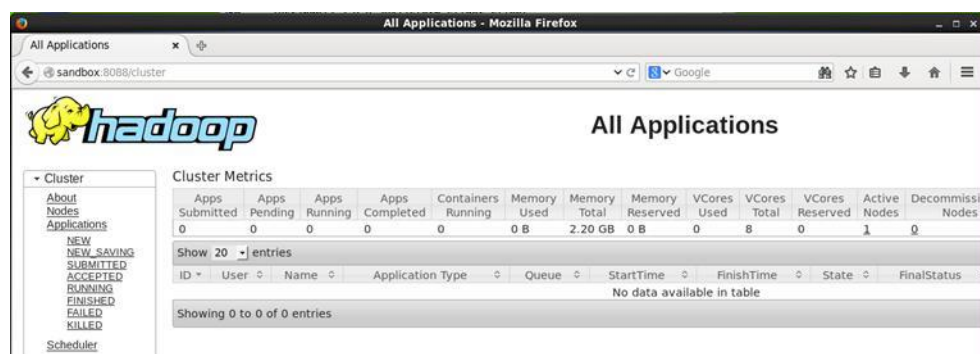 All Applications - Mozilla Firefox
All Applications
sandbox:8088/cluster
Google
hadoop
All Applications
Cluster
About
Nodes
Applications
NEW
NEW_SAVING
SUBMITTED
ACCEPTED
RUNNING
FINISHED
FAILED
KILLED
Scheduler
Cluster Metrics
Apps Submitted Apps Pending Apps Running Apps Completed Containers Running Memory Used Memory Total Memory Reserved VCores Used VCores Total VCores Reserved Active Nodes Decommissi Nodes
0 0 0 0 0 0 B 2.20 GB 0 B 0 8 0 1 0
Show 20 entries
ID User Name Application Type Queue StartTime FinishTime State FinalStatus
No data available in table
Showing 0 to 0 of 0 entries